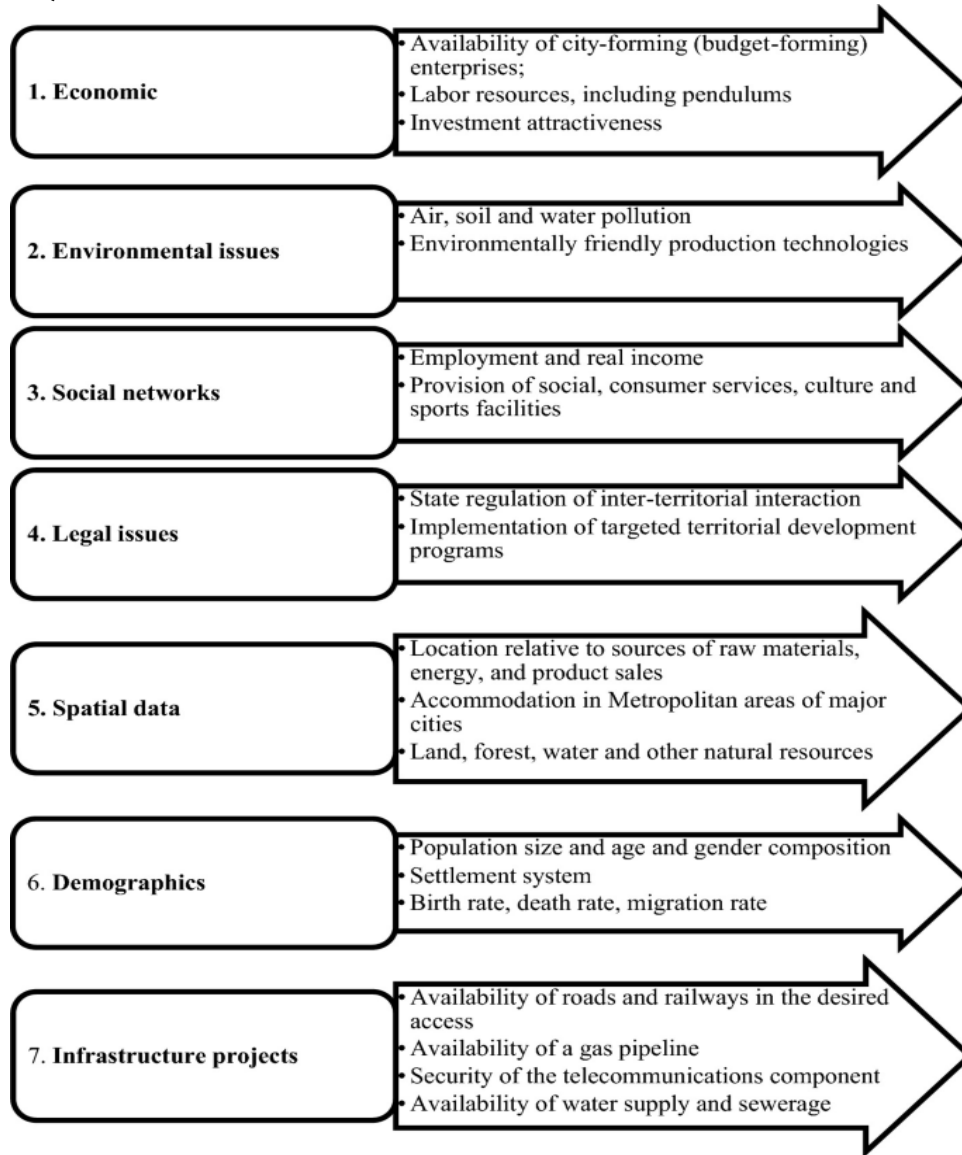 1. Economic
• Availability of city-forming (budget-forming)
enterprises;
• Labor resources, including pendulums
• Investment attractiveness
2. Environmental issues
• Air, soil and water pollution
• Environmentally friendly production technologies
3. Social networks
• Employment and real income
• Provision of social, consumer services, culture and
sports facilities
4. Legal issues
• State regulation of inter-territorial interaction
• Implementation of targeted territorial development
programs
5. Spatial data
• Location relative to sources of raw materials,
energy, and product sales
• Accommodation in Metropolitan areas of major
cities
• Land, forest, water and other natural resources
6. Demographics
• Population size and age and gender composition
• Settlement system
• Birth rate, death rate, migration rate
7. Infrastructure projects
• Availability of roads and railways in the desired
access
• Availability of a gas pipeline
• Security of the telecommunications component
• Availability of water supply and sewerage